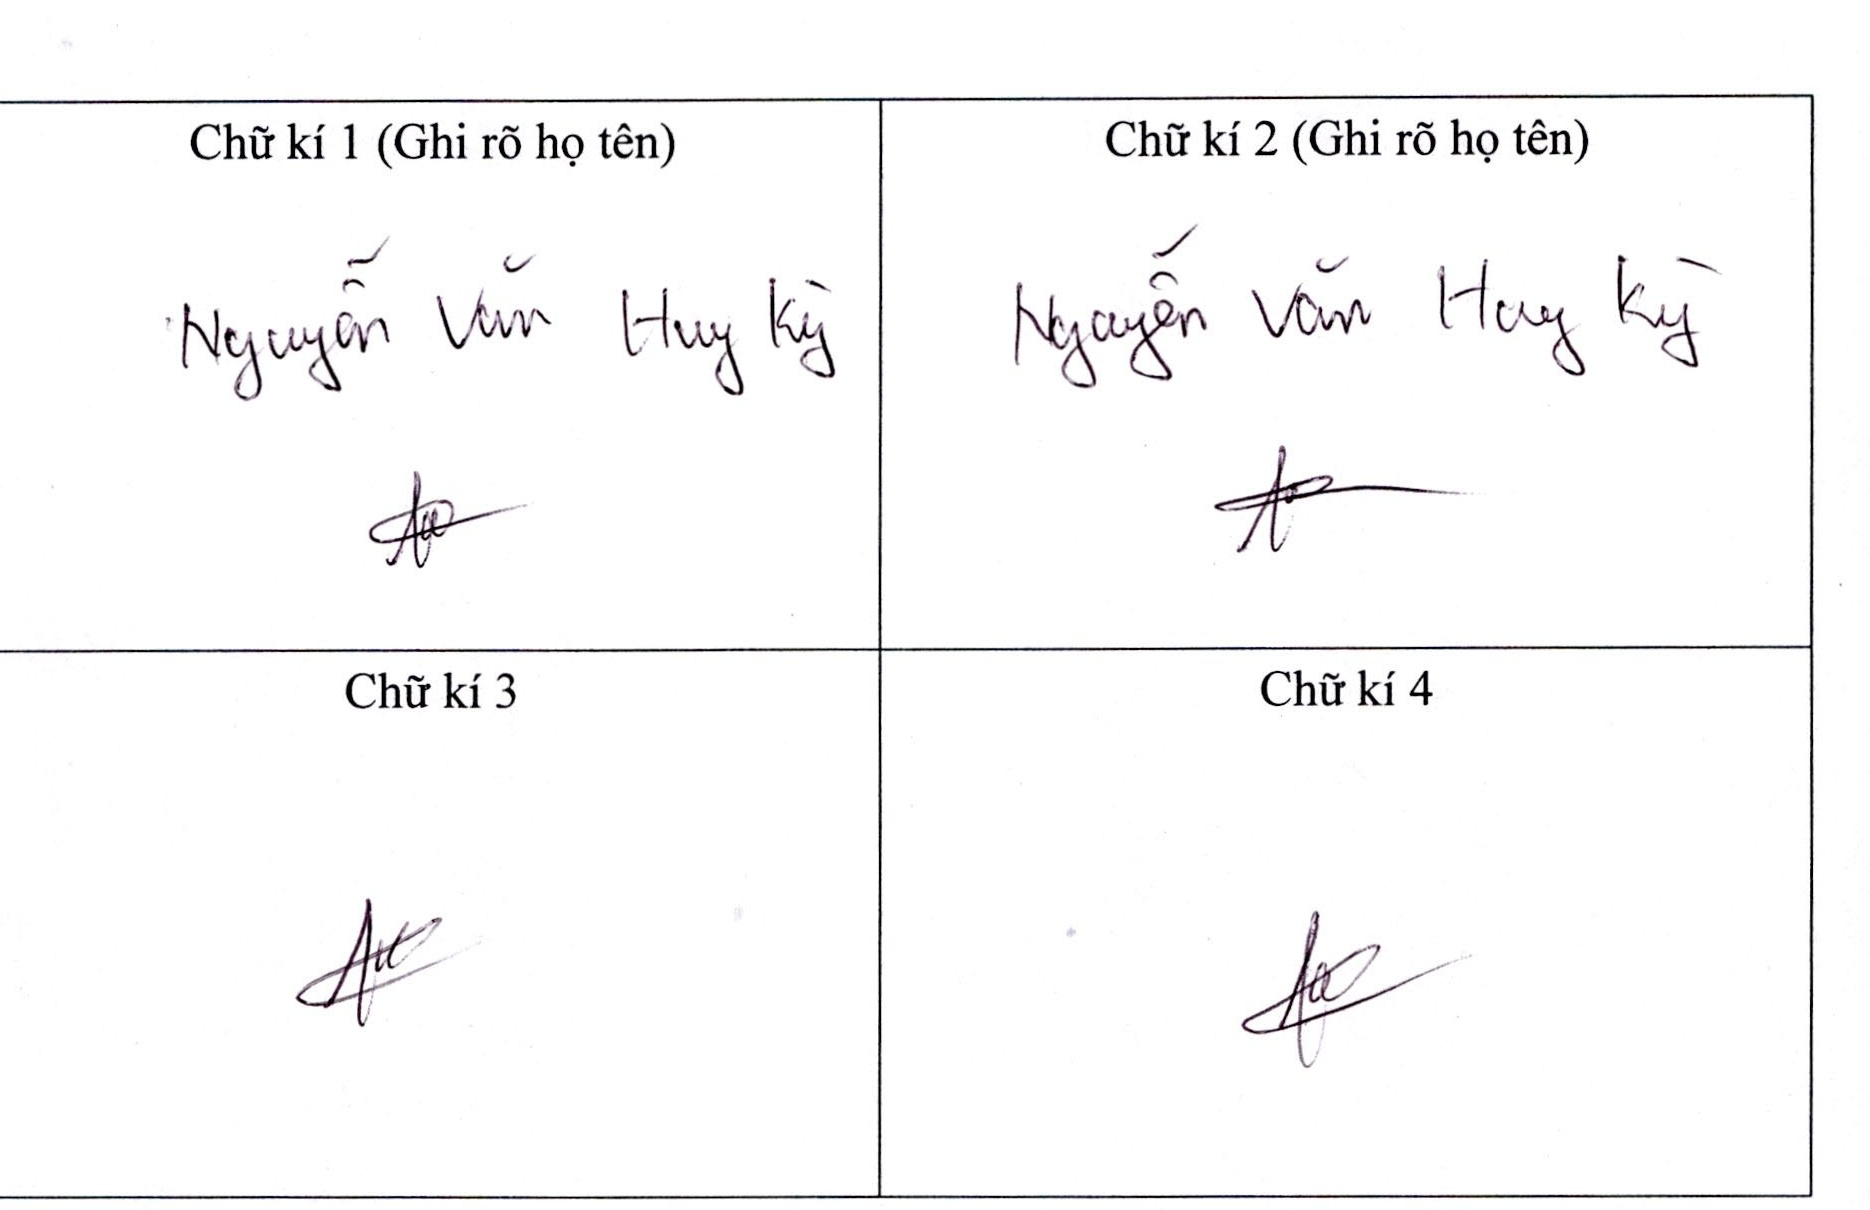 Chữ kí 1 (Ghi rõ họ tên)
Nguyễn Văn Huy Kỳ
Chữ kí 2 (Ghi rõ họ tên)
Nguyễn Văn Huy Kỳ
Chữ kí 3
Chữ kí 4